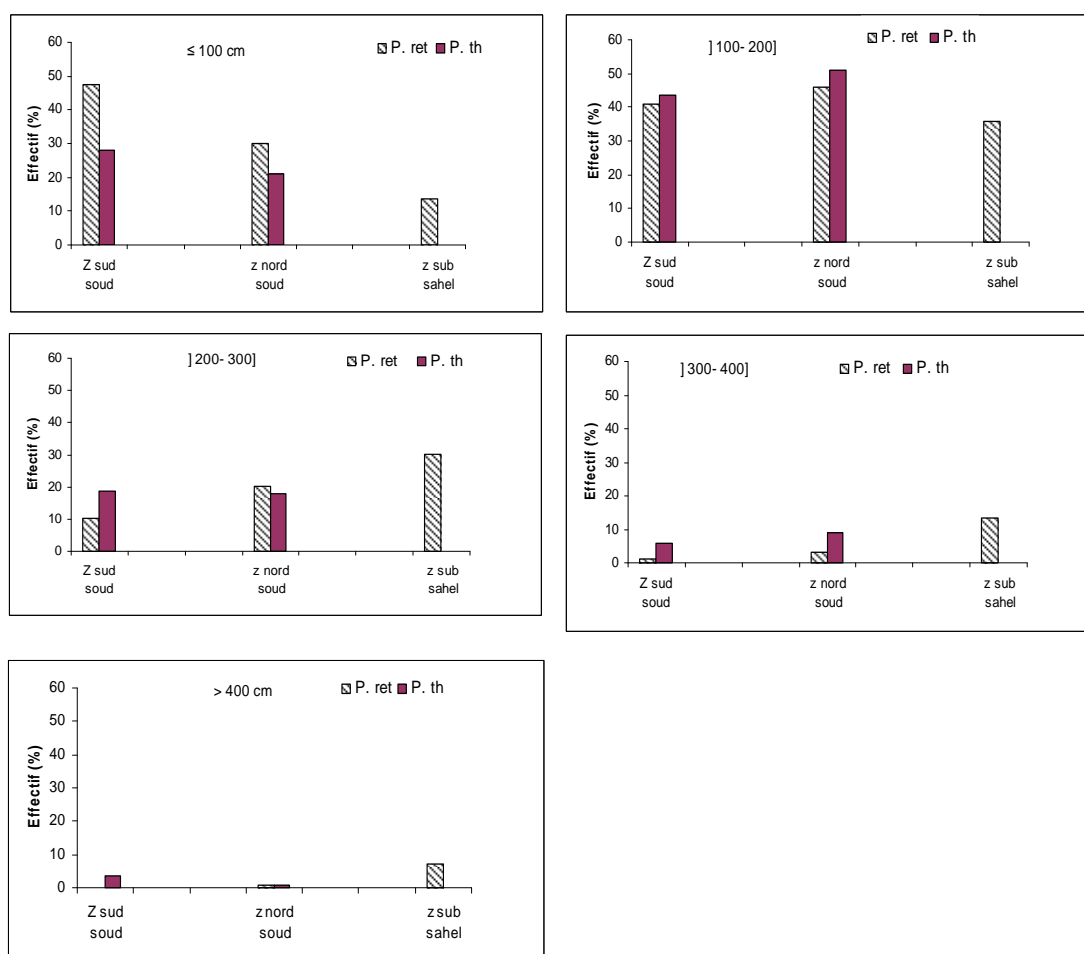 ≤ 100 cm
P. ret P. th
Effectif (%)
60
50
40
30
20
10
0
Z sud soud
z nord soud
z sub sahel
]100- 200]
P. ret P. th
Effectif (%)
60
50
40
30
20
10
0
Z sud soud
z nord soud
z sub sahel
]200- 300]
P. ret P. th
Effectif (%)
60
50
40
30
20
10
0
Z sud soud
z nord soud
z sub sahel
]300- 400]
P. ret P. th
Effectif (%)
60
50
40
30
20
10
0
Z sud soud
z nord soud
z sub sahel
> 400 cm
P. ret P. th
Effectif (%)
60
50
40
30
20
10
0
Z sud soud
z nord soud
z sub sahel